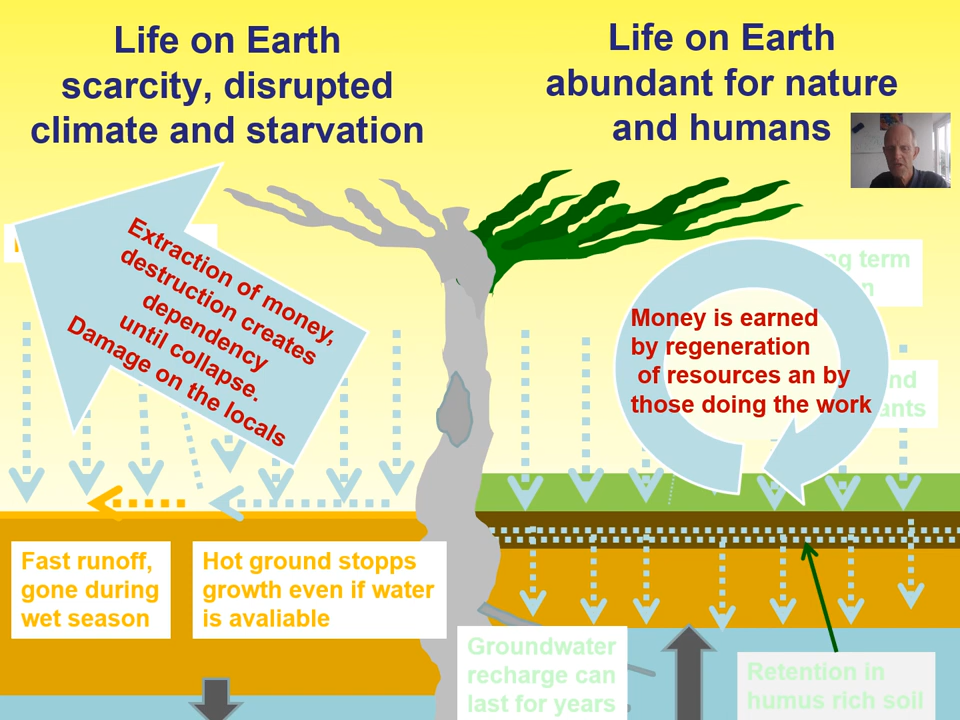 Life on Earth
scarcity, disrupted
climate and starvation
Life on Earth
abundant for nature
and humans
Extraction of money,
destruction creates
dependency
until collapse.
Damage on the locals
term
Money is earned
by regeneration
of resources an by
those doing the work
Fast runoff,
gone during
wet season
Hot ground stopps
growth even if water
is avaliable
Groundwater
recharge can
last for years
Retention in
humus rich soil